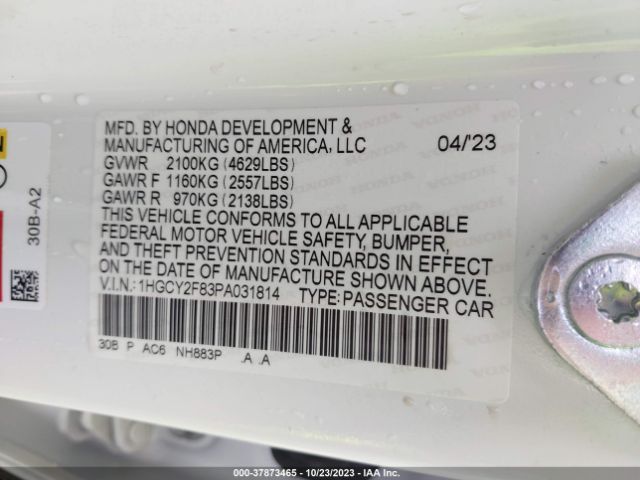 MFD. BY HONDA DEVELOPMENT &
MANUFACTURING OF AMERICA, LLC 04/'23
GVWR 2100KG (4629LBS)
GAWR F 1160KG (2557LBS)
GAWR R 970KG (2138LBS)
THIS VEHICLE CONFORMS TO ALL APPLICABLE
FEDERAL MOTOR VEHICLE SAFETY, BUMPER,
AND THEFT PREVENTION STANDARDS IN EFFECT
ON THE DATE OF MANUFACTURE SHOWN ABOVE.
V.I.N.: 1HGCY2F83PA031814 TYPE: PASSENGER CAR
30B P AC6 NH883P .A .A
30B-A2
000-37873465 - 10/23/2023 - IAA Inc.